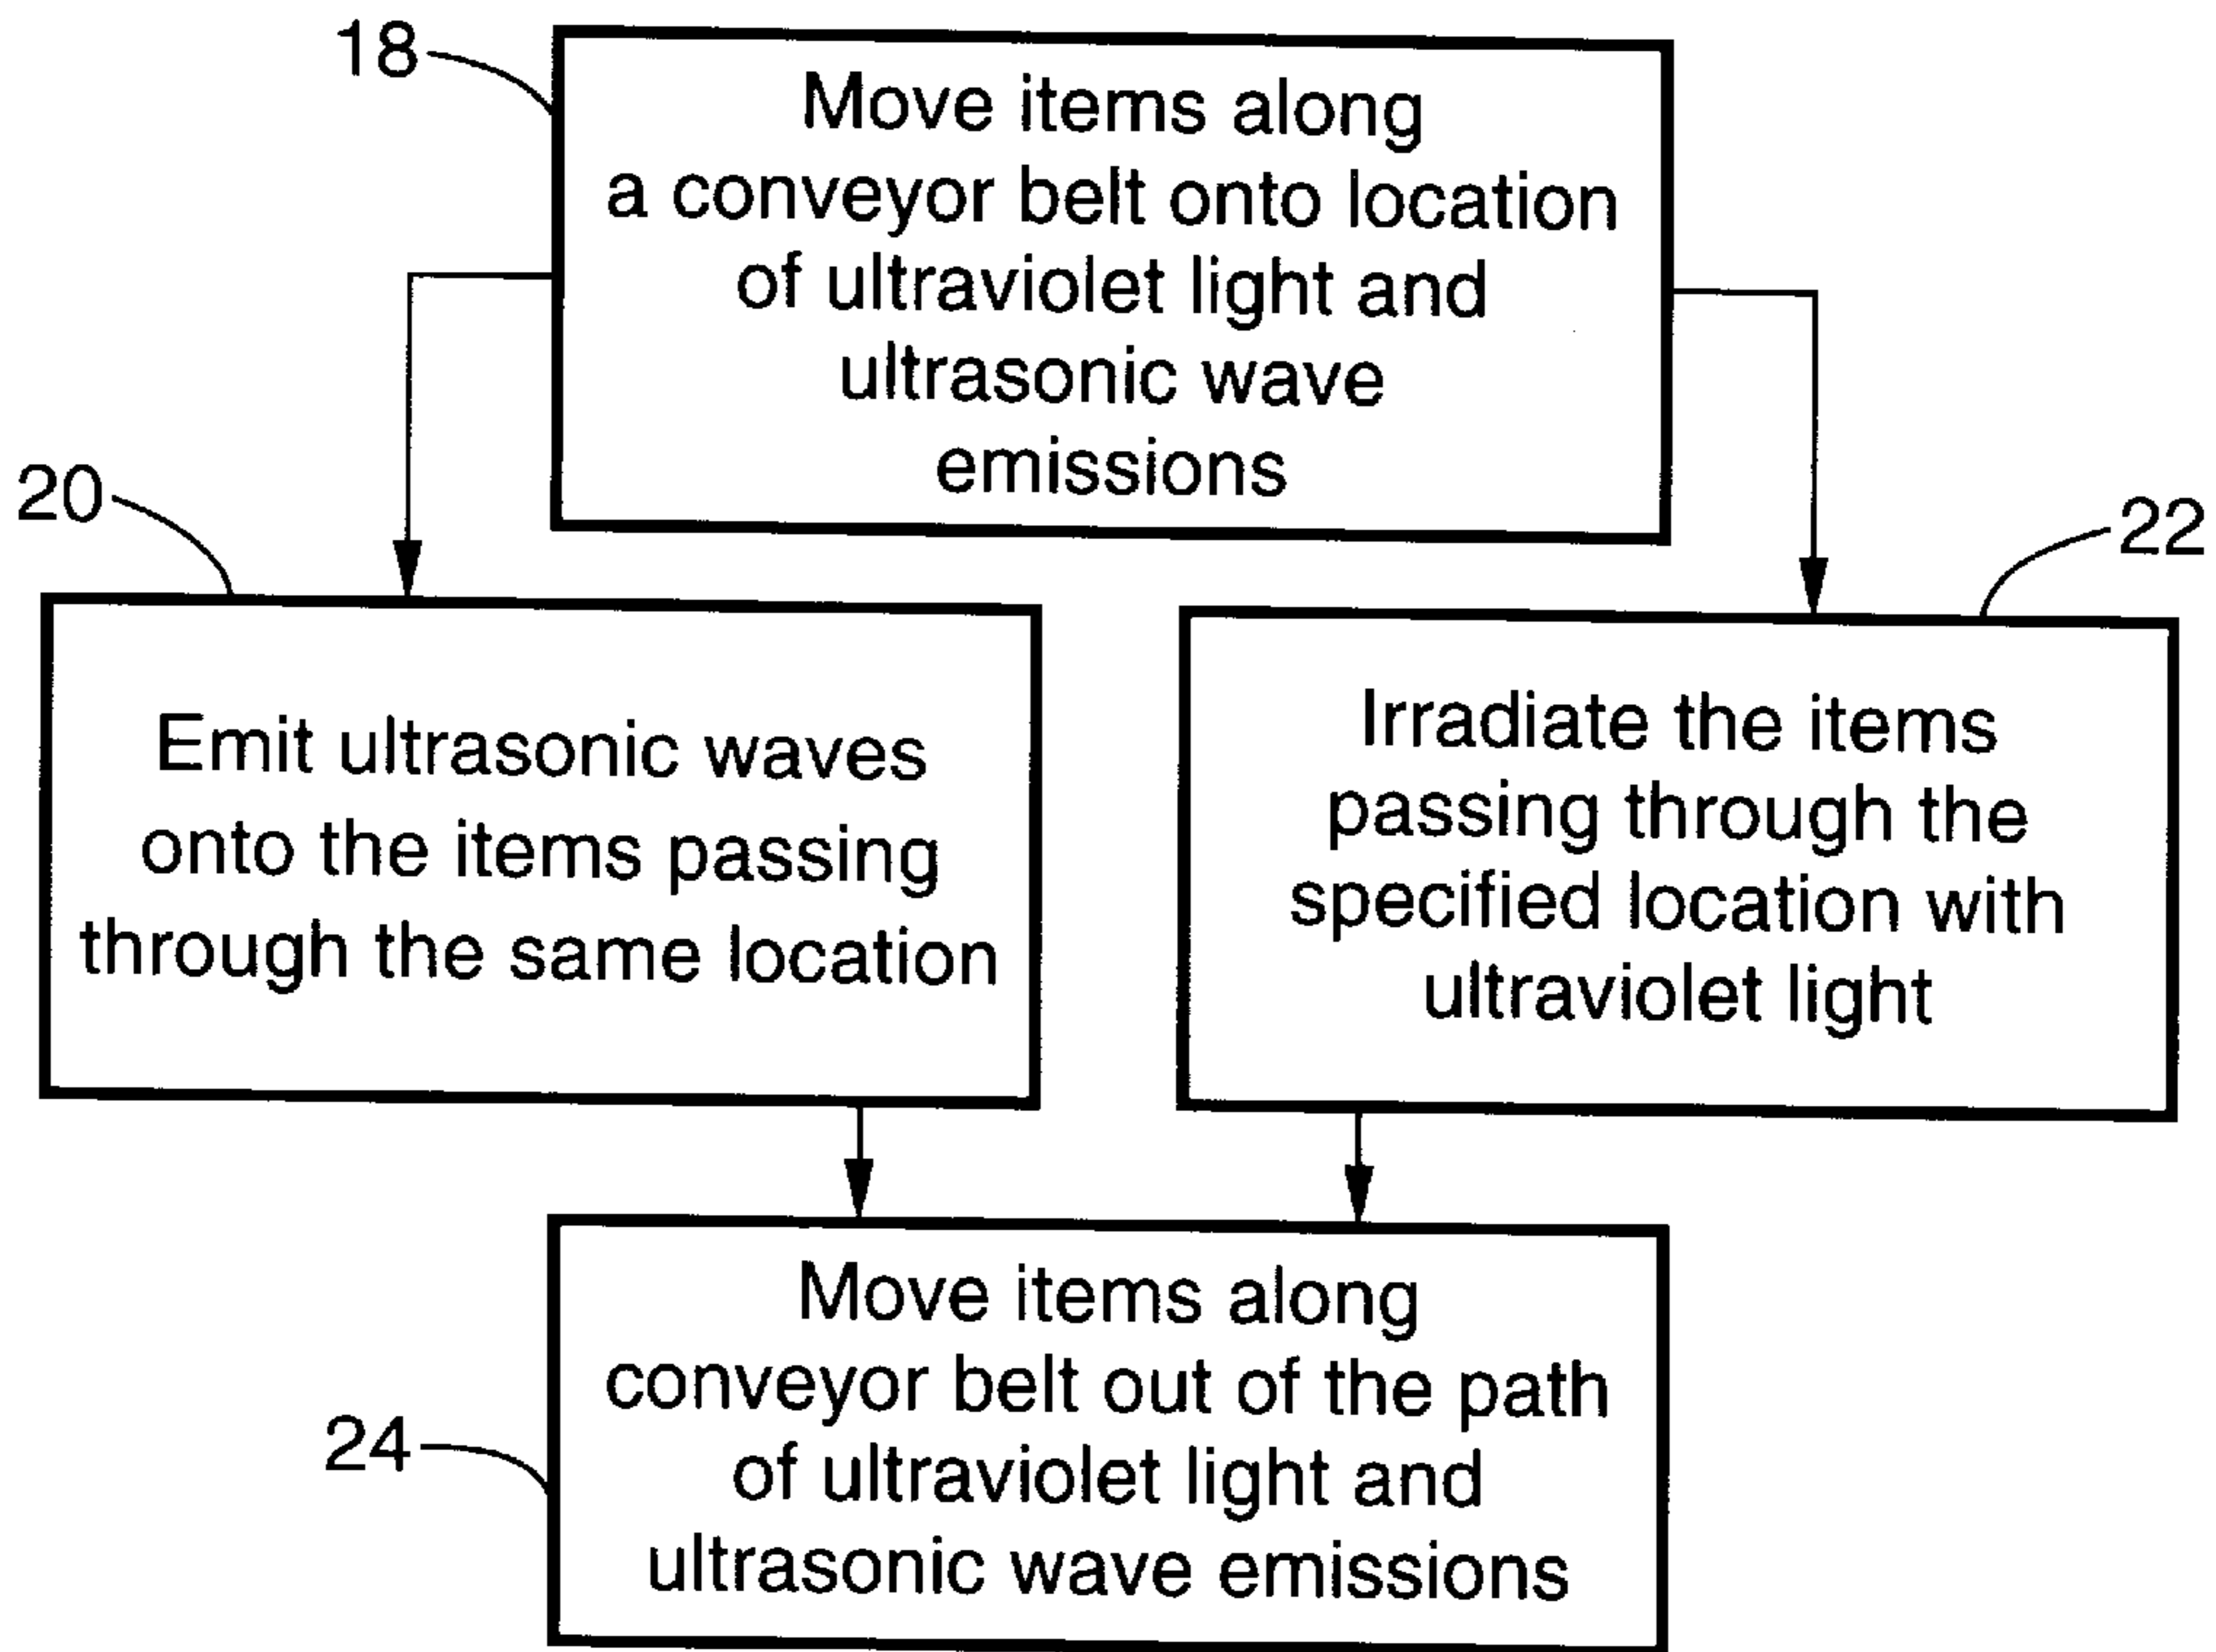 18
Move items along
a conveyor belt onto location
of ultraviolet light and
ultrasonic wave
emissions
20
Emit ultrasonic waves
onto the items passing
through the same location
22
Irradiate the items
passing through the
specified location with
ultraviolet light
24
Move items along
conveyor belt out of the path
of ultraviolet light and
ultrasonic wave emissions